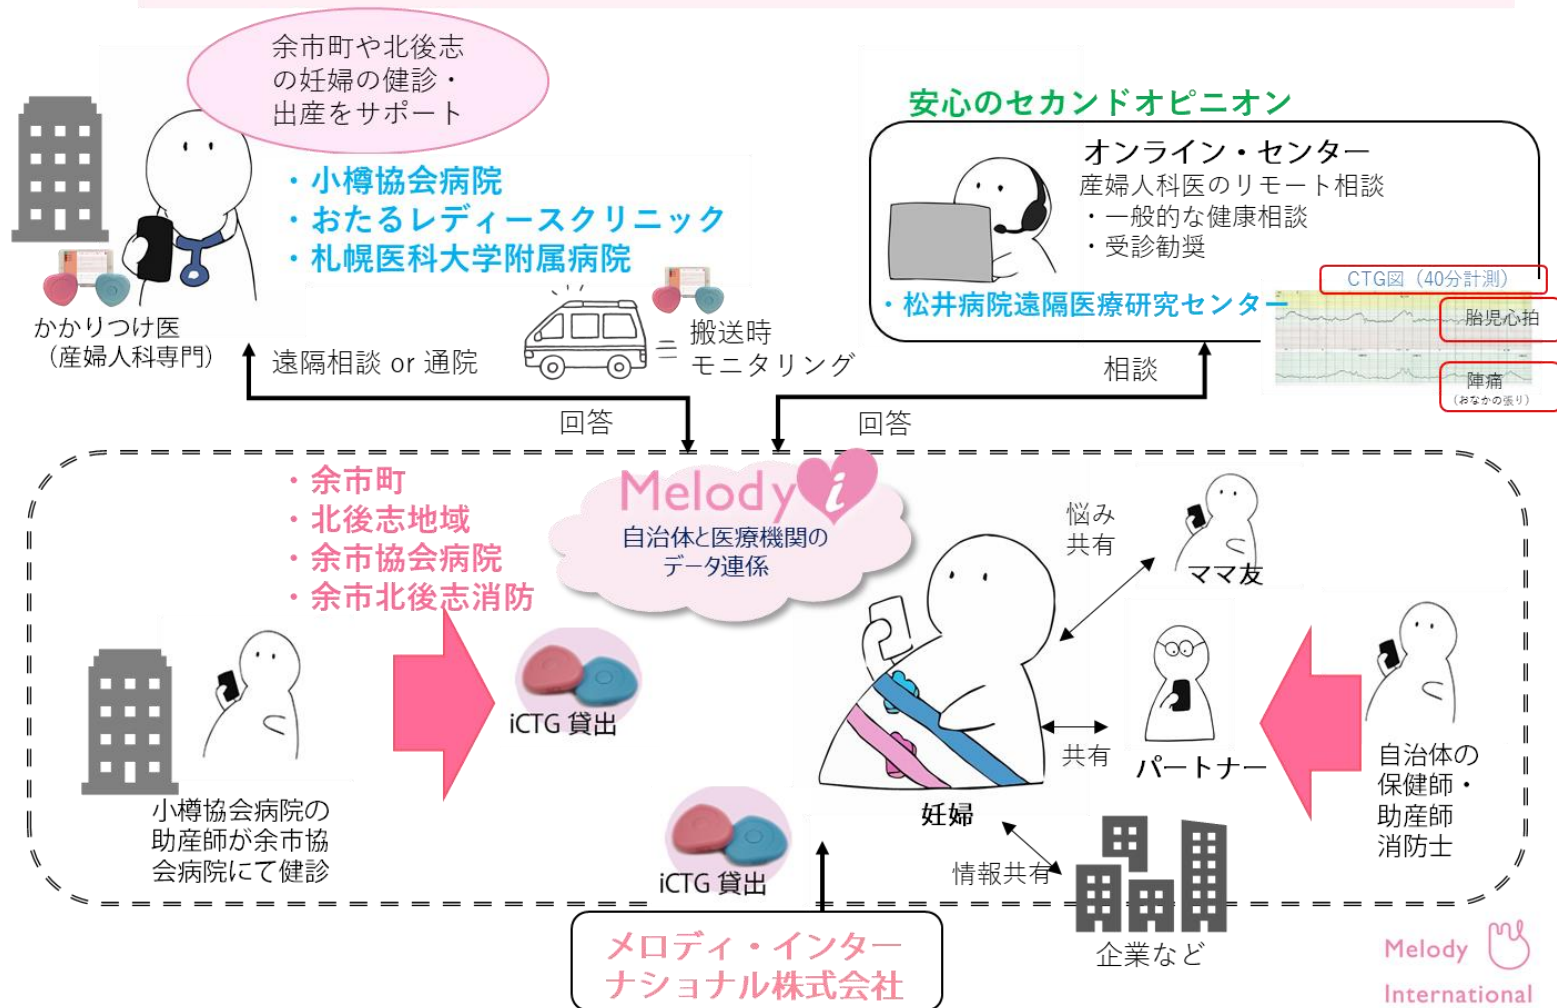 余市町や北後志
の妊婦の健診・
出産をサポート
・小樽協会病院
・おたるレディースクリニック
・札幌医科大学附属病院
かかりつけ医
（産婦人科専門）
遠隔相談 or 通院
＝
搬送時
モニタリング
回答
安心のセカンドオピニオン
オンライン・センター
産婦人科医のリモート相談
・一般的な健康相談
・受診勧奨
・松井病院遠隔医療研究センター
CTG図（40分計測）
胎児心拍
陣痛
（おなかの張り）
相談
回答
・余市町
・北後志地域
・余市協会病院
・余市北後志消防
Melody i
自治体と医療機関の
データ連係
悩み
共有
ママ友
iCTG 貸出
共有
パートナー
妊婦
小樽協会病院の
助産師が余市協
会病院にて健診
自治体の
保健師・
助産師
消防士
iCTG 貸出
情報共有
企業など
メロディ・インター
ナショナル株式会社
Melody
International